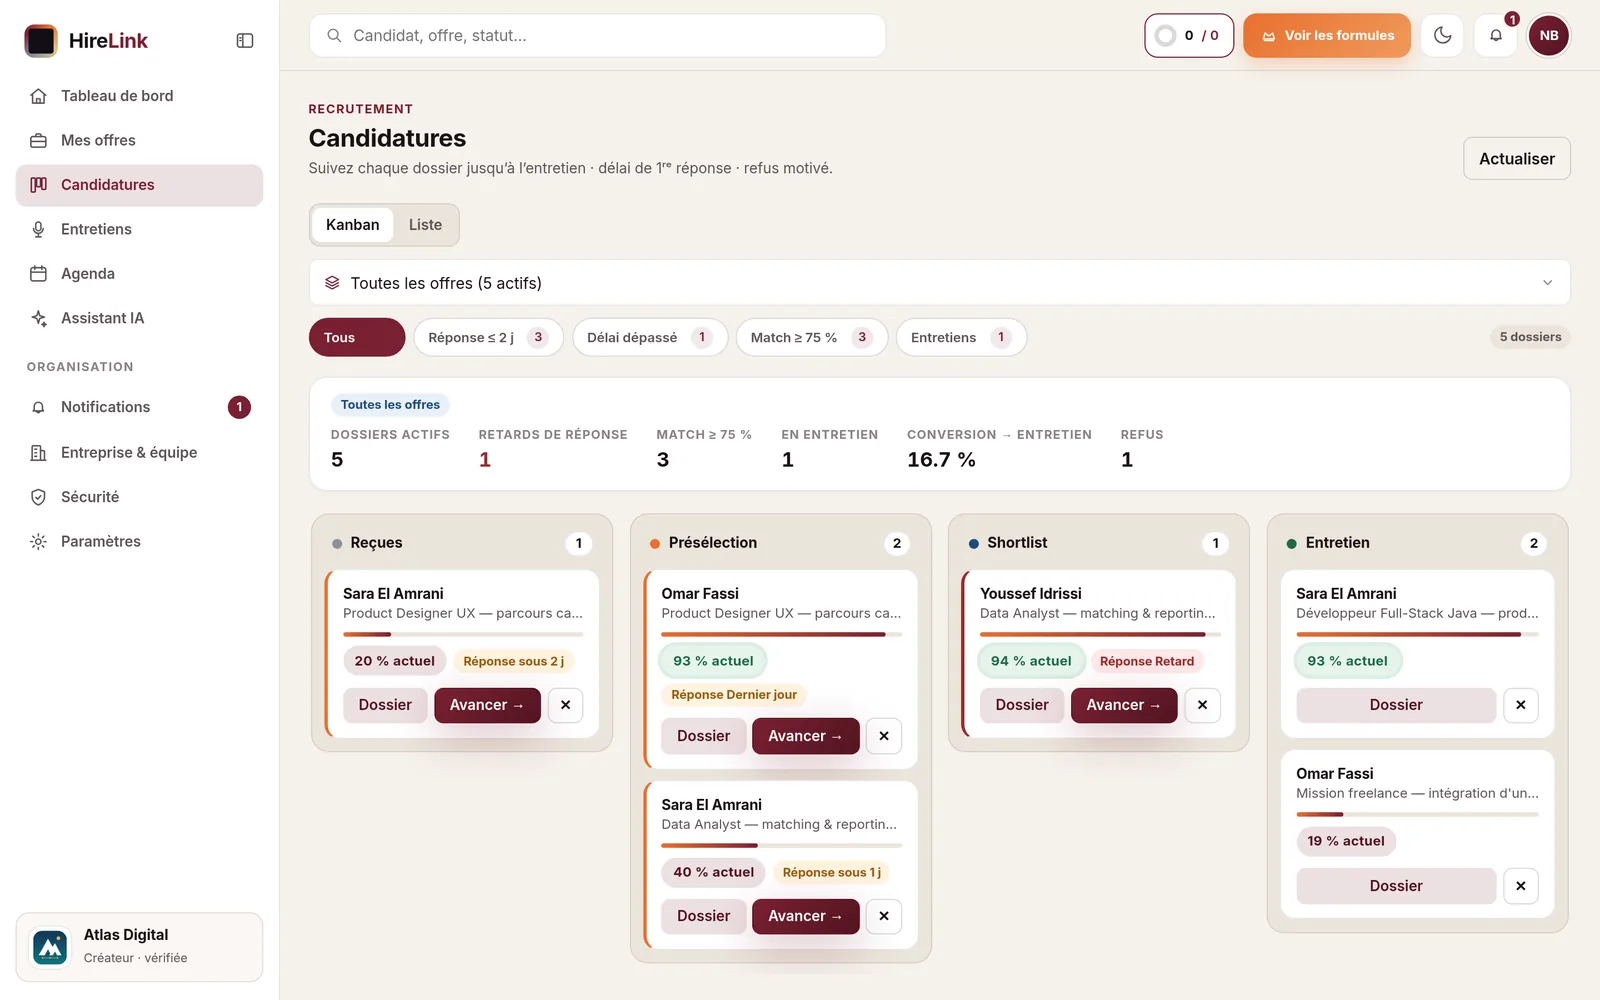 HireLink
Tableau de bord
Mes offres
Candidatures
Entretiens
Agenda
Assistant IA
ORGANISATION
Notifications 1
Entreprise & équipe
Sécurité
Paramètres
Atlas Digital
Créateur · vérifiée
Candidat, offre, statut...
0 / 0
Voir les formules
1
NB
RECRUTEMENT
Candidatures
Suivez chaque dossier jusqu’à l’entretien · délai de 1ʳᵉ réponse · refus motivé.
Actualiser
Kanban Liste
Toutes les offres (5 actifs)
Tous
Réponse ≤ 2 j 3
Délai dépassé 1
Match ≥ 75 % 3
Entretiens 1
5 dossiers
Toutes les offres
DOSSIERS ACTIFS
5
RETARDS DE RÉPONSE
1
MATCH ≥ 75 %
3
EN ENTRETIEN
1
CONVERSION → ENTRETIEN
16.7 %
REFUS
1
Reçues 1
Sara El Amrani
Product Designer UX — parcours ca...
20 % actuel
Réponse sous 2 j
Dossier Avancer → ✕
Présélection 2
Omar Fassi
Product Designer UX — parcours ca...
93 % actuel
Réponse Dernier jour
Dossier Avancer → ✕
Sara El Amrani
Data Analyst — matching & reportin...
40 % actuel
Réponse sous 1 j
Dossier Avancer → ✕
Shortlist 1
Youssef Idrissi
Data Analyst — matching & reportin...
94 % actuel
Réponse Retard
Dossier Avancer → ✕
Entretien 2
Sara El Amrani
Développeur Full-Stack Java — prod...
93 % actuel
Dossier ✕
Omar Fassi
Mission freelance — intégration d'un...
19 % actuel
Dossier ✕